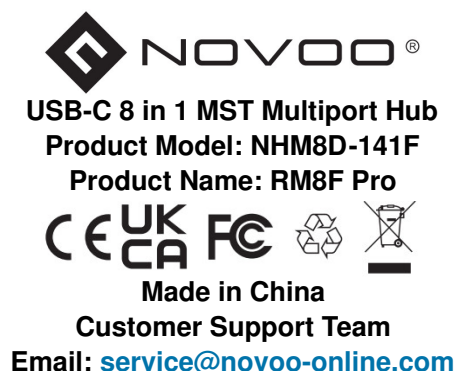 NOVOO®
USB-C 8 in 1 MST Multiport Hub
Product Model: NHM8D-141F
Product Name: RM8F Pro
CE UK CA FC
Made in China
Customer Support Team
Email: service@novoo-online.com